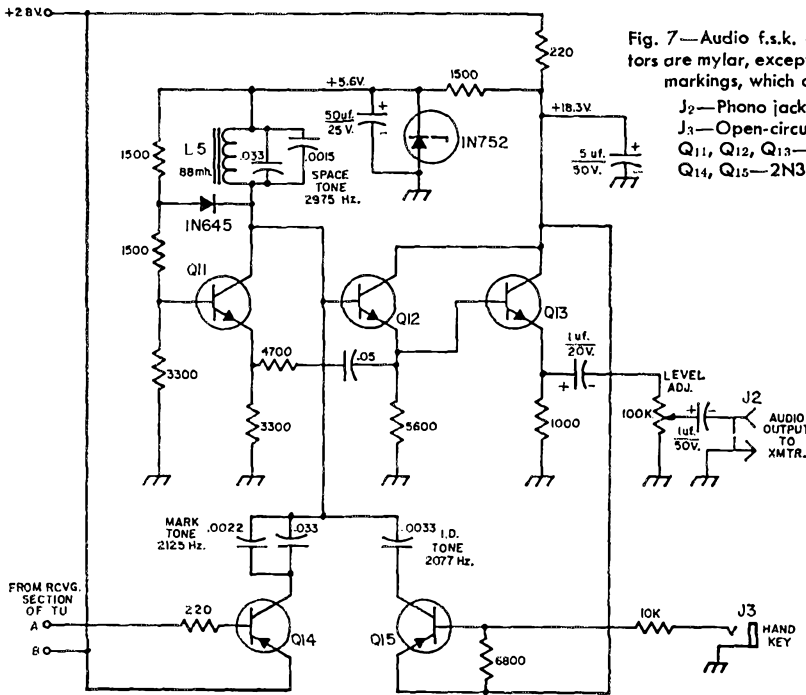 +28V.
220
Fig. 7—Audio f.s.k.
tors are mylar, excep
markings, which
J2—Phono jack
J3—Open-circu
Q11, Q12, Q13—
Q14, Q15—2N3
+5.6V
1500
+18.3V.
50uf.
25 V.
1N752
5 uf.
50V.
1500
L5
88mh.
.033
.0015
SPACE
TONE
2975 Hz.
1N645
1500
Q11
Q12
Q13
4700
.05
1uf.
20V.
LEVEL
ADJ.
J2
3300
3300
5600
1000
100K
1uf.
50V.
AUDIO
OUTPUT
TO
XMTR.
MARK
TONE
2125 Hz.
.0022
.033
.0033
I.D.
TONE
2077 Hz.
FROM RCVG.
SECTION
OF TU
A
B
220
Q14
Q15
10K
J3
HAND
KEY
6800